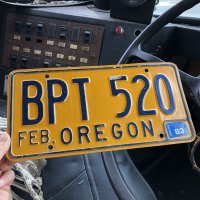 BPT 520
FEB. OREGON 83